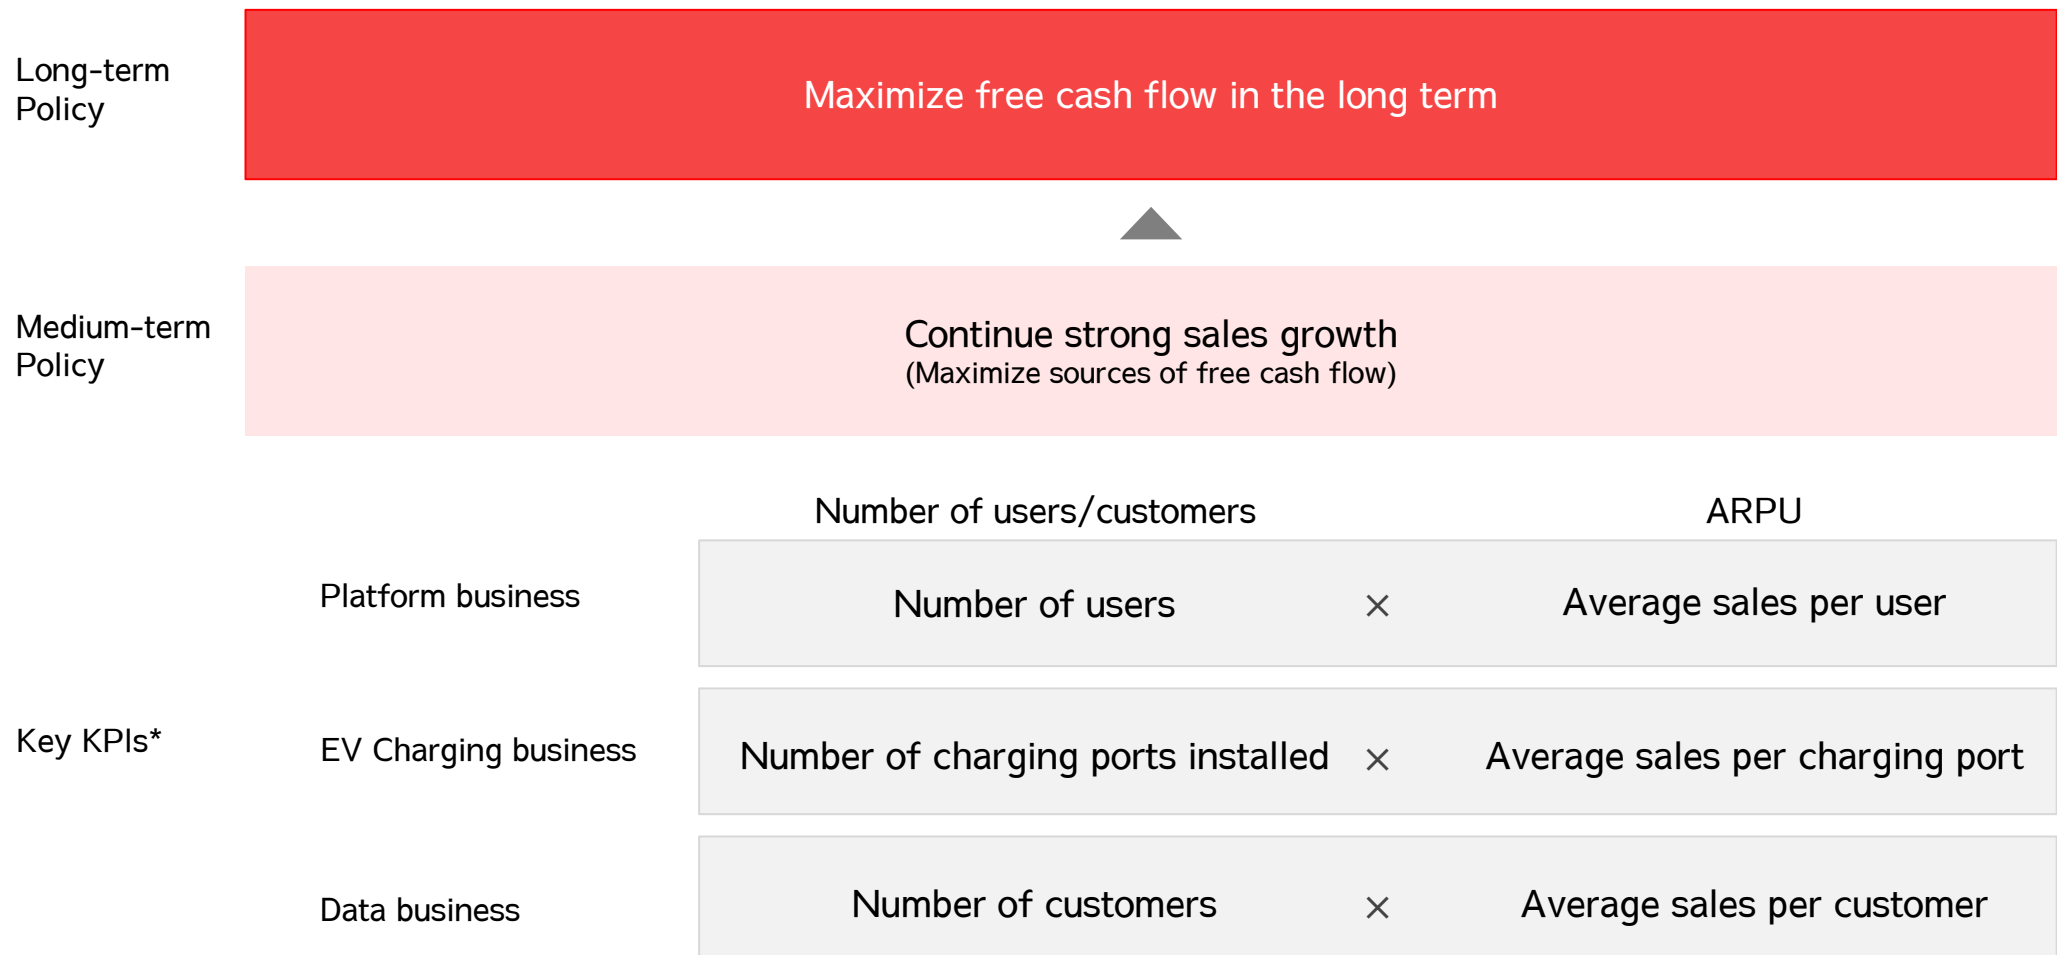 Long-term
Policy
Maximize free cash flow in the long term
Medium-term
Policy
Continue strong sales growth
(Maximize sources of free cash flow)
Number of users/customers
ARPU
Key KPIs*
Platform business
Number of users × Average sales per user
EV Charging business
Number of charging ports installed × Average sales per charging port
Data business
Number of customers × Average sales per customer